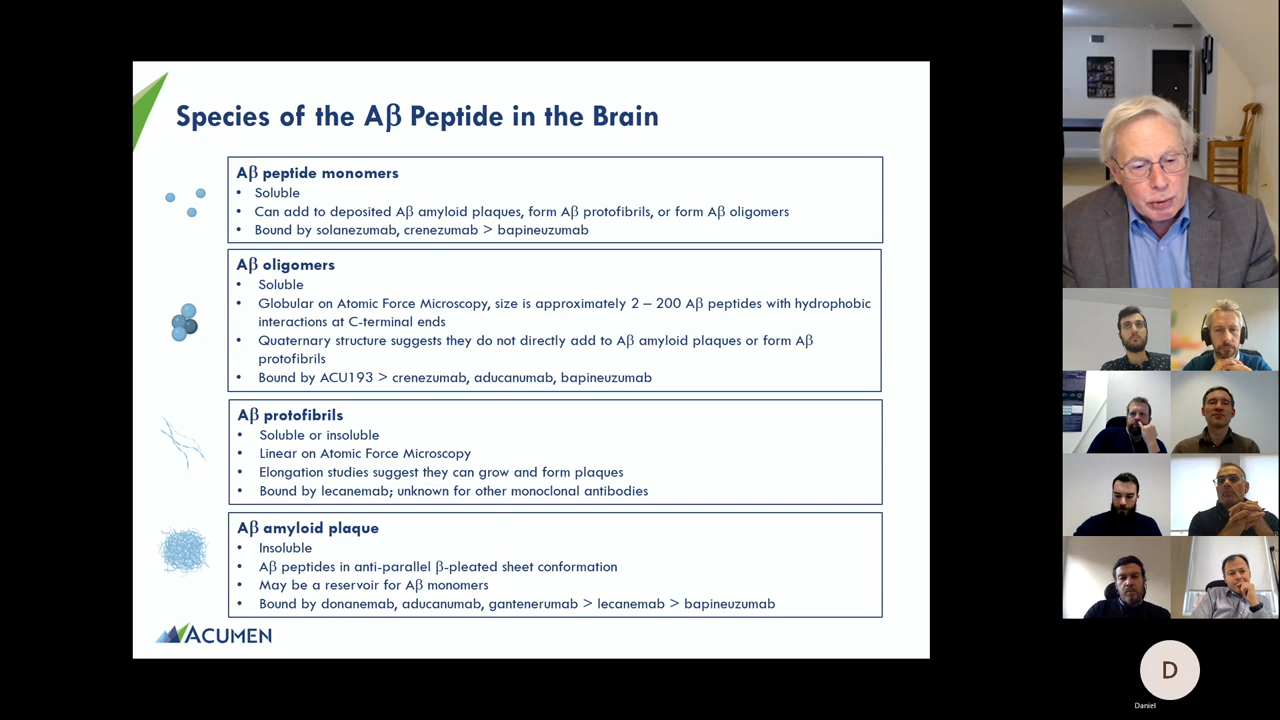 Species of the Aβ Peptide in the Brain
Aβ peptide monomers
• Soluble
• Can add to deposited Aβ amyloid plaques, form Aβ protofibrils, or form Aβ oligomers
• Bound by solanezumab, crenezumab > bapineuzumab
Aβ oligomers
• Soluble
• Globular on Atomic Force Microscopy, size is approximately 2 – 200 Aβ peptides with hydrophobic
interactions at C-terminal ends
• Quaternary structure suggests they do not directly add to Aβ amyloid plaques or form Aβ
protofibrils
• Bound by ACU193 > crenezumab, aducanumab, bapineuzumab
Aβ protofibrils
• Soluble or insoluble
• Linear on Atomic Force Microscopy
• Elongation studies suggest they can grow and form plaques
• Bound by lecanemab; unknown for other monoclonal antibodies
Aβ amyloid plaque
• Insoluble
• Aβ peptides in anti-parallel β-pleated sheet conformation
• May be a reservoir for Aβ monomers
• Bound by donanemab, aducanumab, gantenerumab > lecanemab > bapineuzumab
ACUMEN
D
Daniel